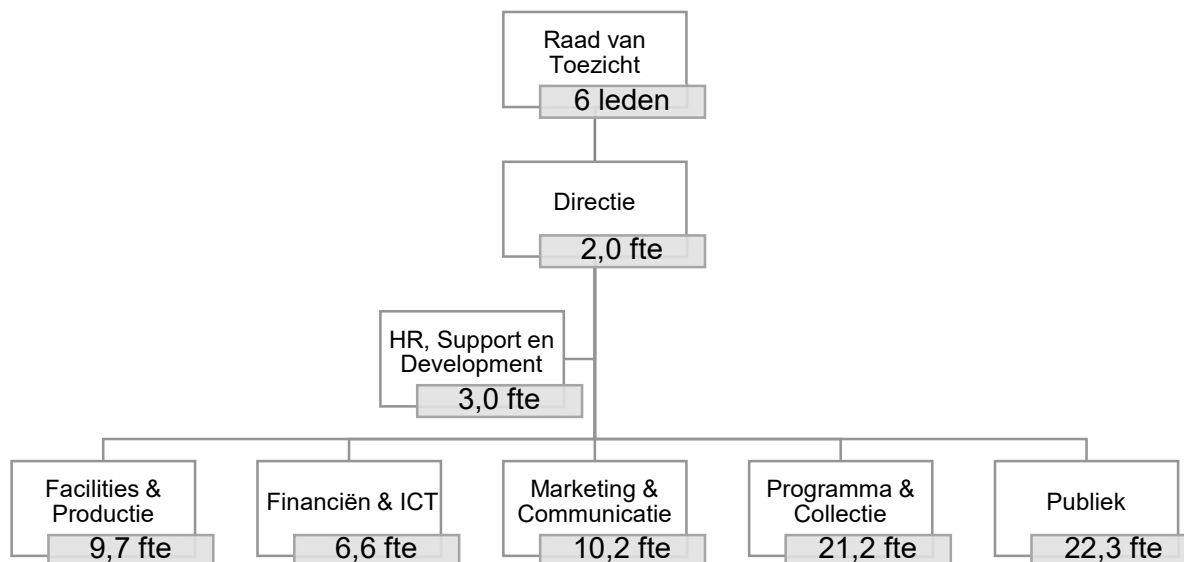 Raad van
Toezicht
6 leden
Directie
2,0 fte
HR, Support en
Development
3,0 fte
Facilities &
Productie
9,7 fte
Financiën & ICT
6,6 fte
Marketing &
Communicatie
10,2 fte
Programma &
Collectie
21,2 fte
Publiek
22,3 fte